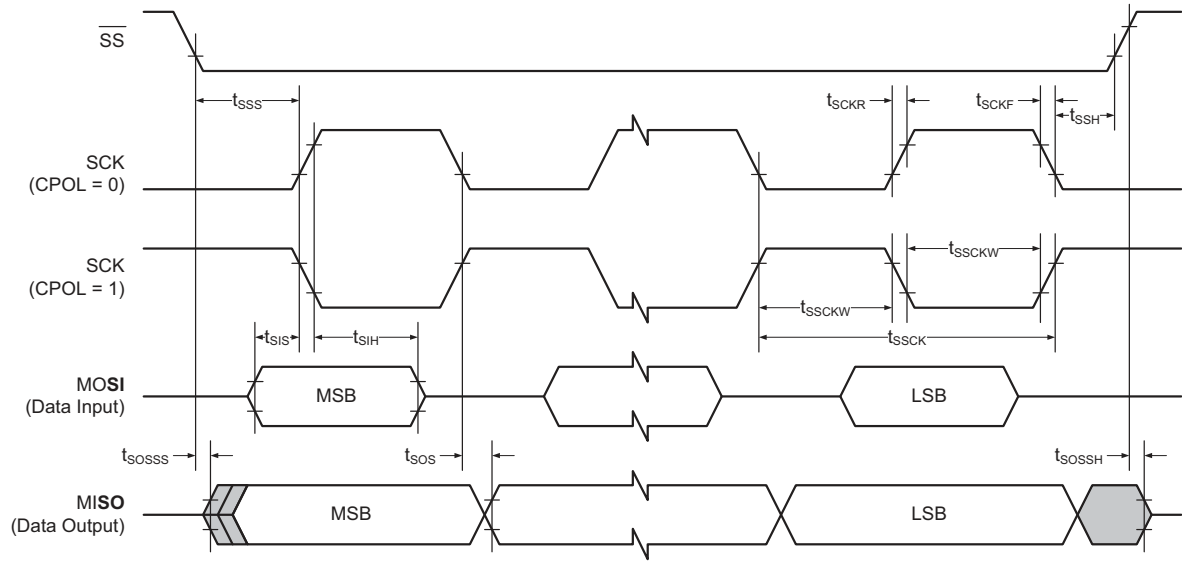 SS
tSSS
tSCKR
tSCKF
tSSH
SCK
(CPOL = 0)
SCK
(CPOL = 1)
tSSCKW
tSSCKW
tSSCK
tSIS
tSIH
MOSI
(Data Input)
MSB
LSB
tSOSSS
tSOS
tSOSSH
MISO
(Data Output)
MSB
LSB